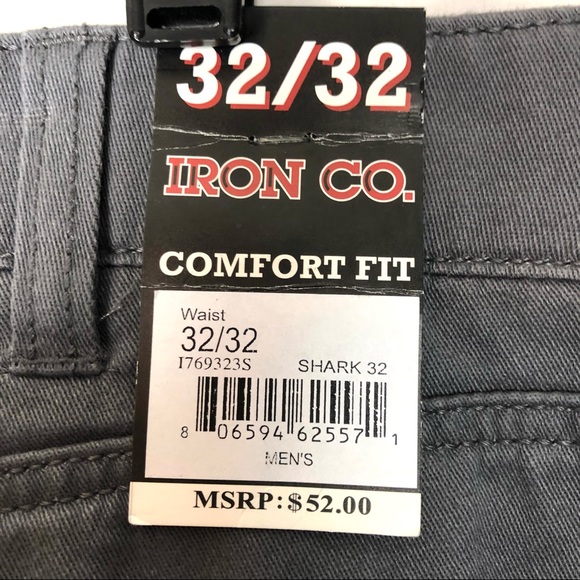 32/32
IRON CO.
COMFORT FIT
Waist
32/32
I769323S SHARK 32
8 06594 62557 1
MEN'S
MSRP:$52.00